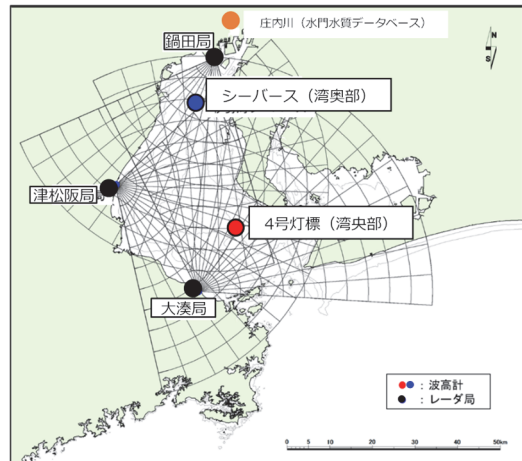 庄内川（水門水質データベース）
鍋田局
N
S
シーバース（湾奥部）
津松阪局
4号灯標（湾央部）
大湊局
：波高計
：レーダ局
0 5 10 20 30 40 50km